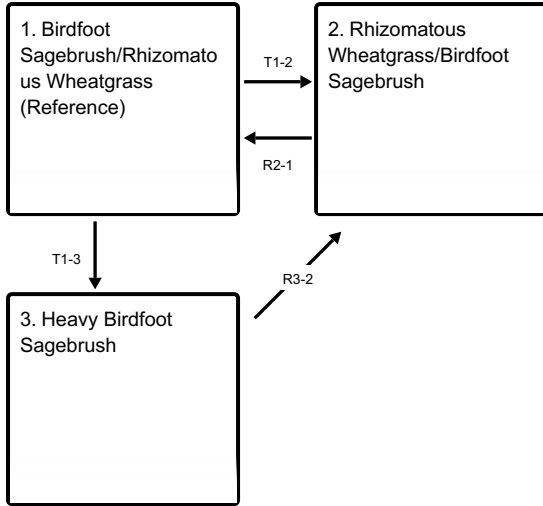 1. Birdfoot
Sagebrush/Rhizomato
us Wheatgrass
(Reference)
T1-2
2. Rhizomatous
Wheatgrass/Birdfoot
Sagebrush
R2-1
T1-3
R3-2
3. Heavy Birdfoot
Sagebrush